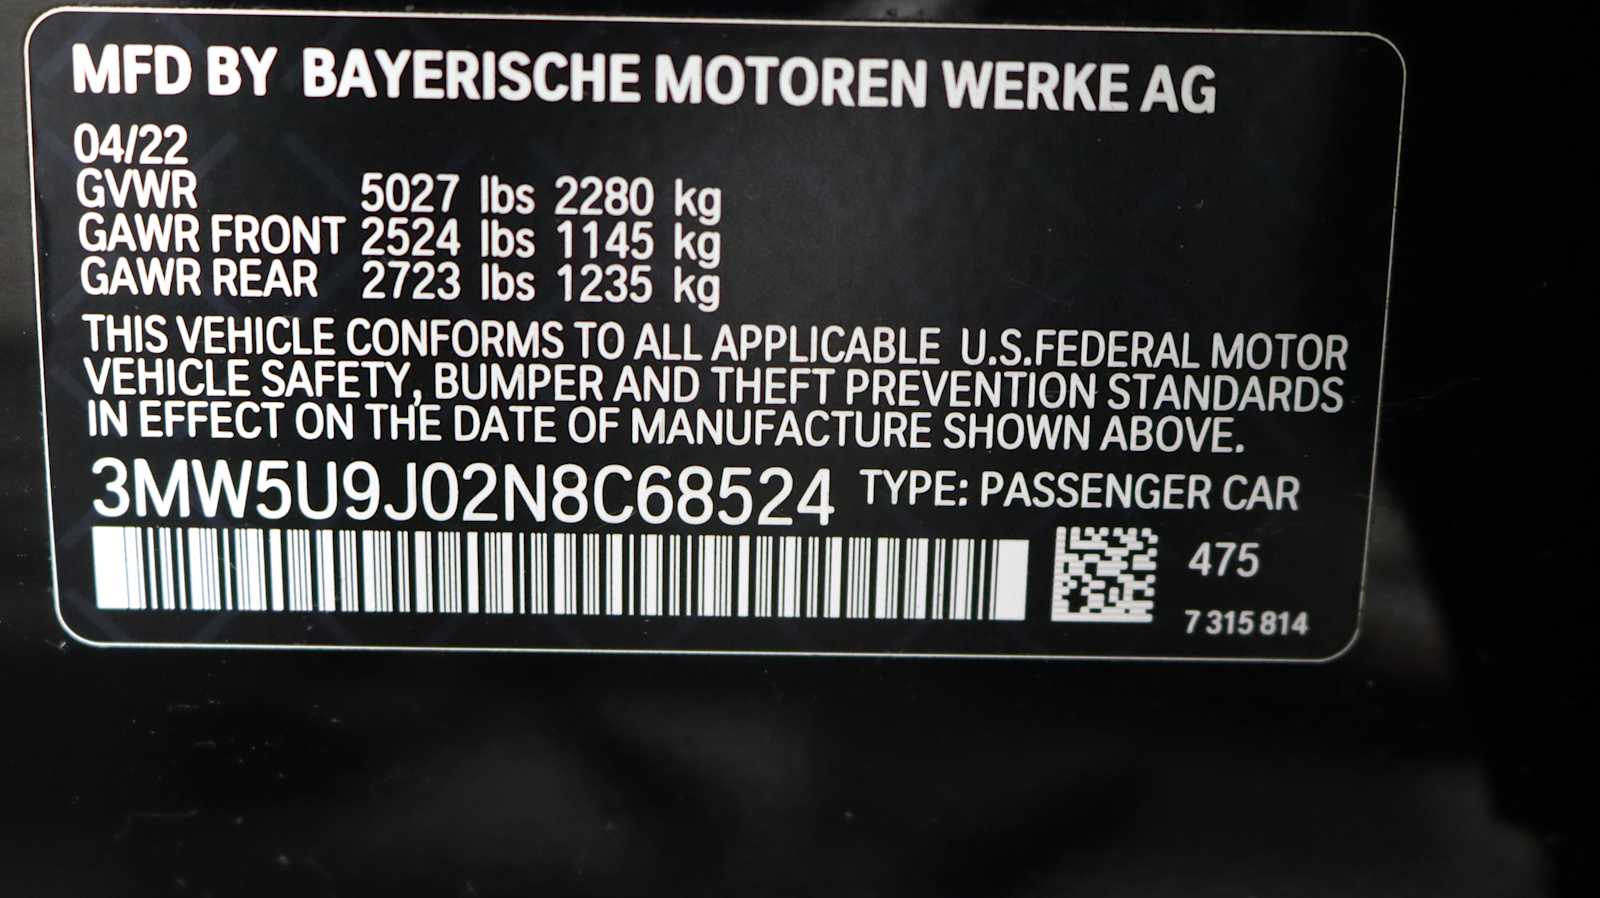 MFD BY BAYERISCHE MOTOREN WERKE AG
04/22
GVWR 5027 lbs 2280 kg
GAWR FRONT 2524 lbs 1145 kg
GAWR REAR 2723 lbs 1235 kg
THIS VEHICLE CONFORMS TO ALL APPLICABLE U.S.FEDERAL MOTOR
VEHICLE SAFETY, BUMPER AND THEFT PREVENTION STANDARDS
IN EFFECT ON THE DATE OF MANUFACTURE SHOWN ABOVE.
3MW5U9J02N8C68524 TYPE: PASSENGER CAR
475
7 315 814